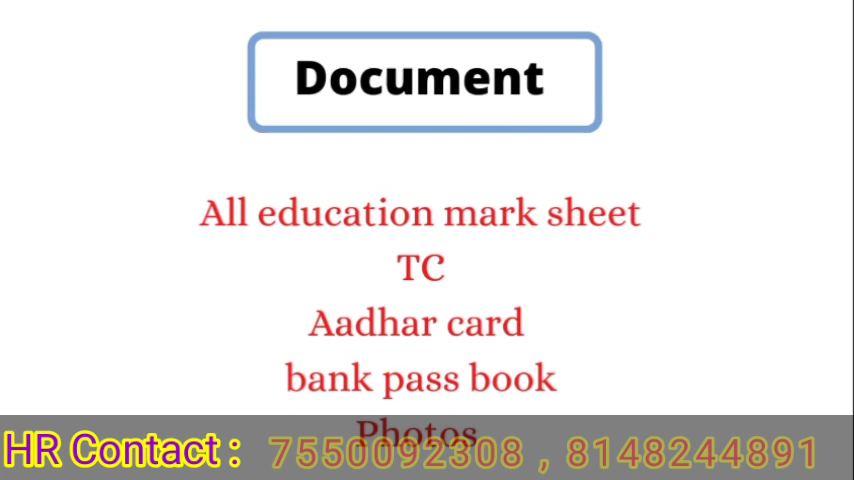 Document
All education mark sheet
TC
Aadhar card
bank pass book
Photos
HR Contact : 7550092308 , 8148244891